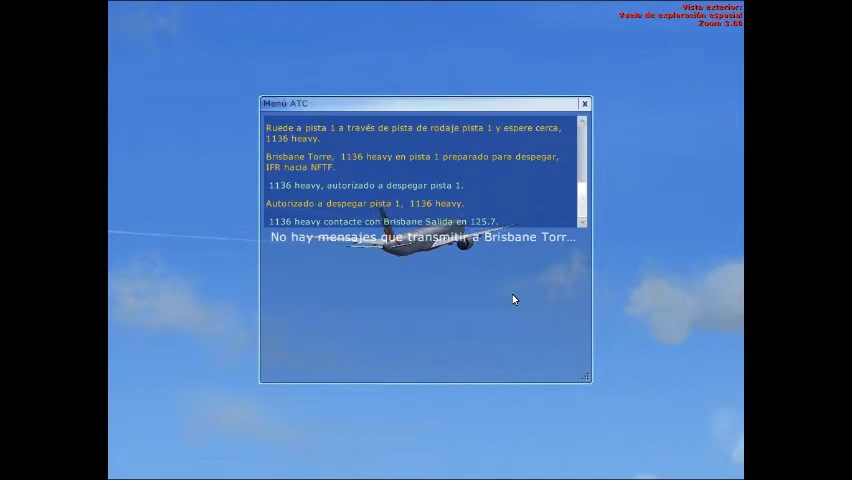 Vista exterior:
Vuelo de exploración espacial
Zoom 3.00
Menú ATC
Ruede a pista 1 a través de pista de rodaje pista 1 y espere cerca,
1136 heavy.
Brisbane Torre, 1136 heavy en pista 1 preparado para despegar,
IFR hacia NFTF.
1136 heavy, autorizado a despegar pista 1.
Autorizado a despegar pista 1, 1136 heavy.
1136 heavy contacte con Brisbane Salida en 125.7.
No hay mensajes que transmitir a Brisbane Torr...